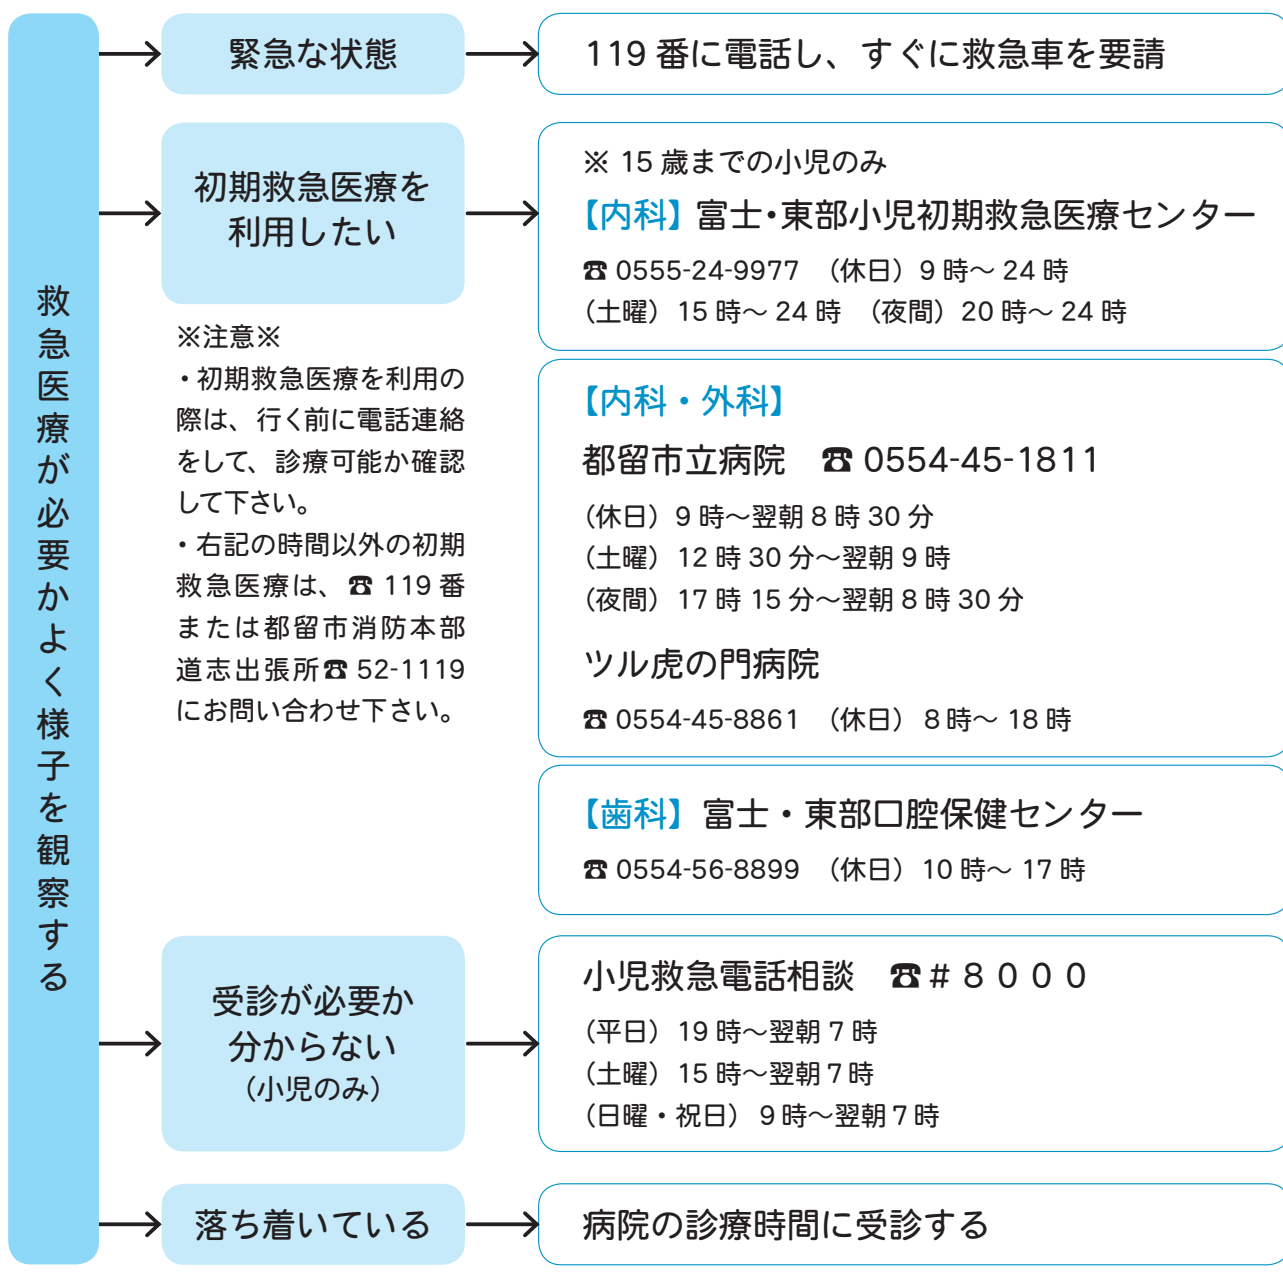 救急医療が必要かよく様子を観察する
緊急な状態
119 番に電話し、すぐに救急車を要請
初期救急医療を
利用したい
※注意※
・初期救急医療を利用の
際は、行く前に電話連絡
をして、診療可能か確認
して下さい。
・右記の時間以外の初期
救急医療は、☎ 119 番
または都留市消防本部
道志出張所☎ 52-1119
にお問い合わせ下さい。
※ 15 歳までの小児のみ
【内科】富士・東部小児初期救急医療センター
☎ 0555-24-9977 （休日）9 時～ 24 時
（土曜）15 時～ 24 時 （夜間）20 時～ 24 時
【内科・外科】
都留市立病院 ☎ 0554-45-1811
（休日）9 時～翌朝 8 時 30 分
（土曜）12 時 30 分～翌朝 9 時
（夜間）17 時 15 分～翌朝 8 時 30 分
ツル虎の門病院
☎ 0554-45-8861 （休日）8時～ 18 時
【歯科】富士・東部口腔保健センター
☎ 0554-56-8899 （休日）10 時～ 17 時
受診が必要か
分からない
（小児のみ）
小児救急電話相談 ☎＃８０００
（平日）19 時～翌朝 7 時
（土曜）15 時～翌朝７時
（日曜・祝日）９時～翌朝７時
落ち着いている
病院の診療時間に受診する